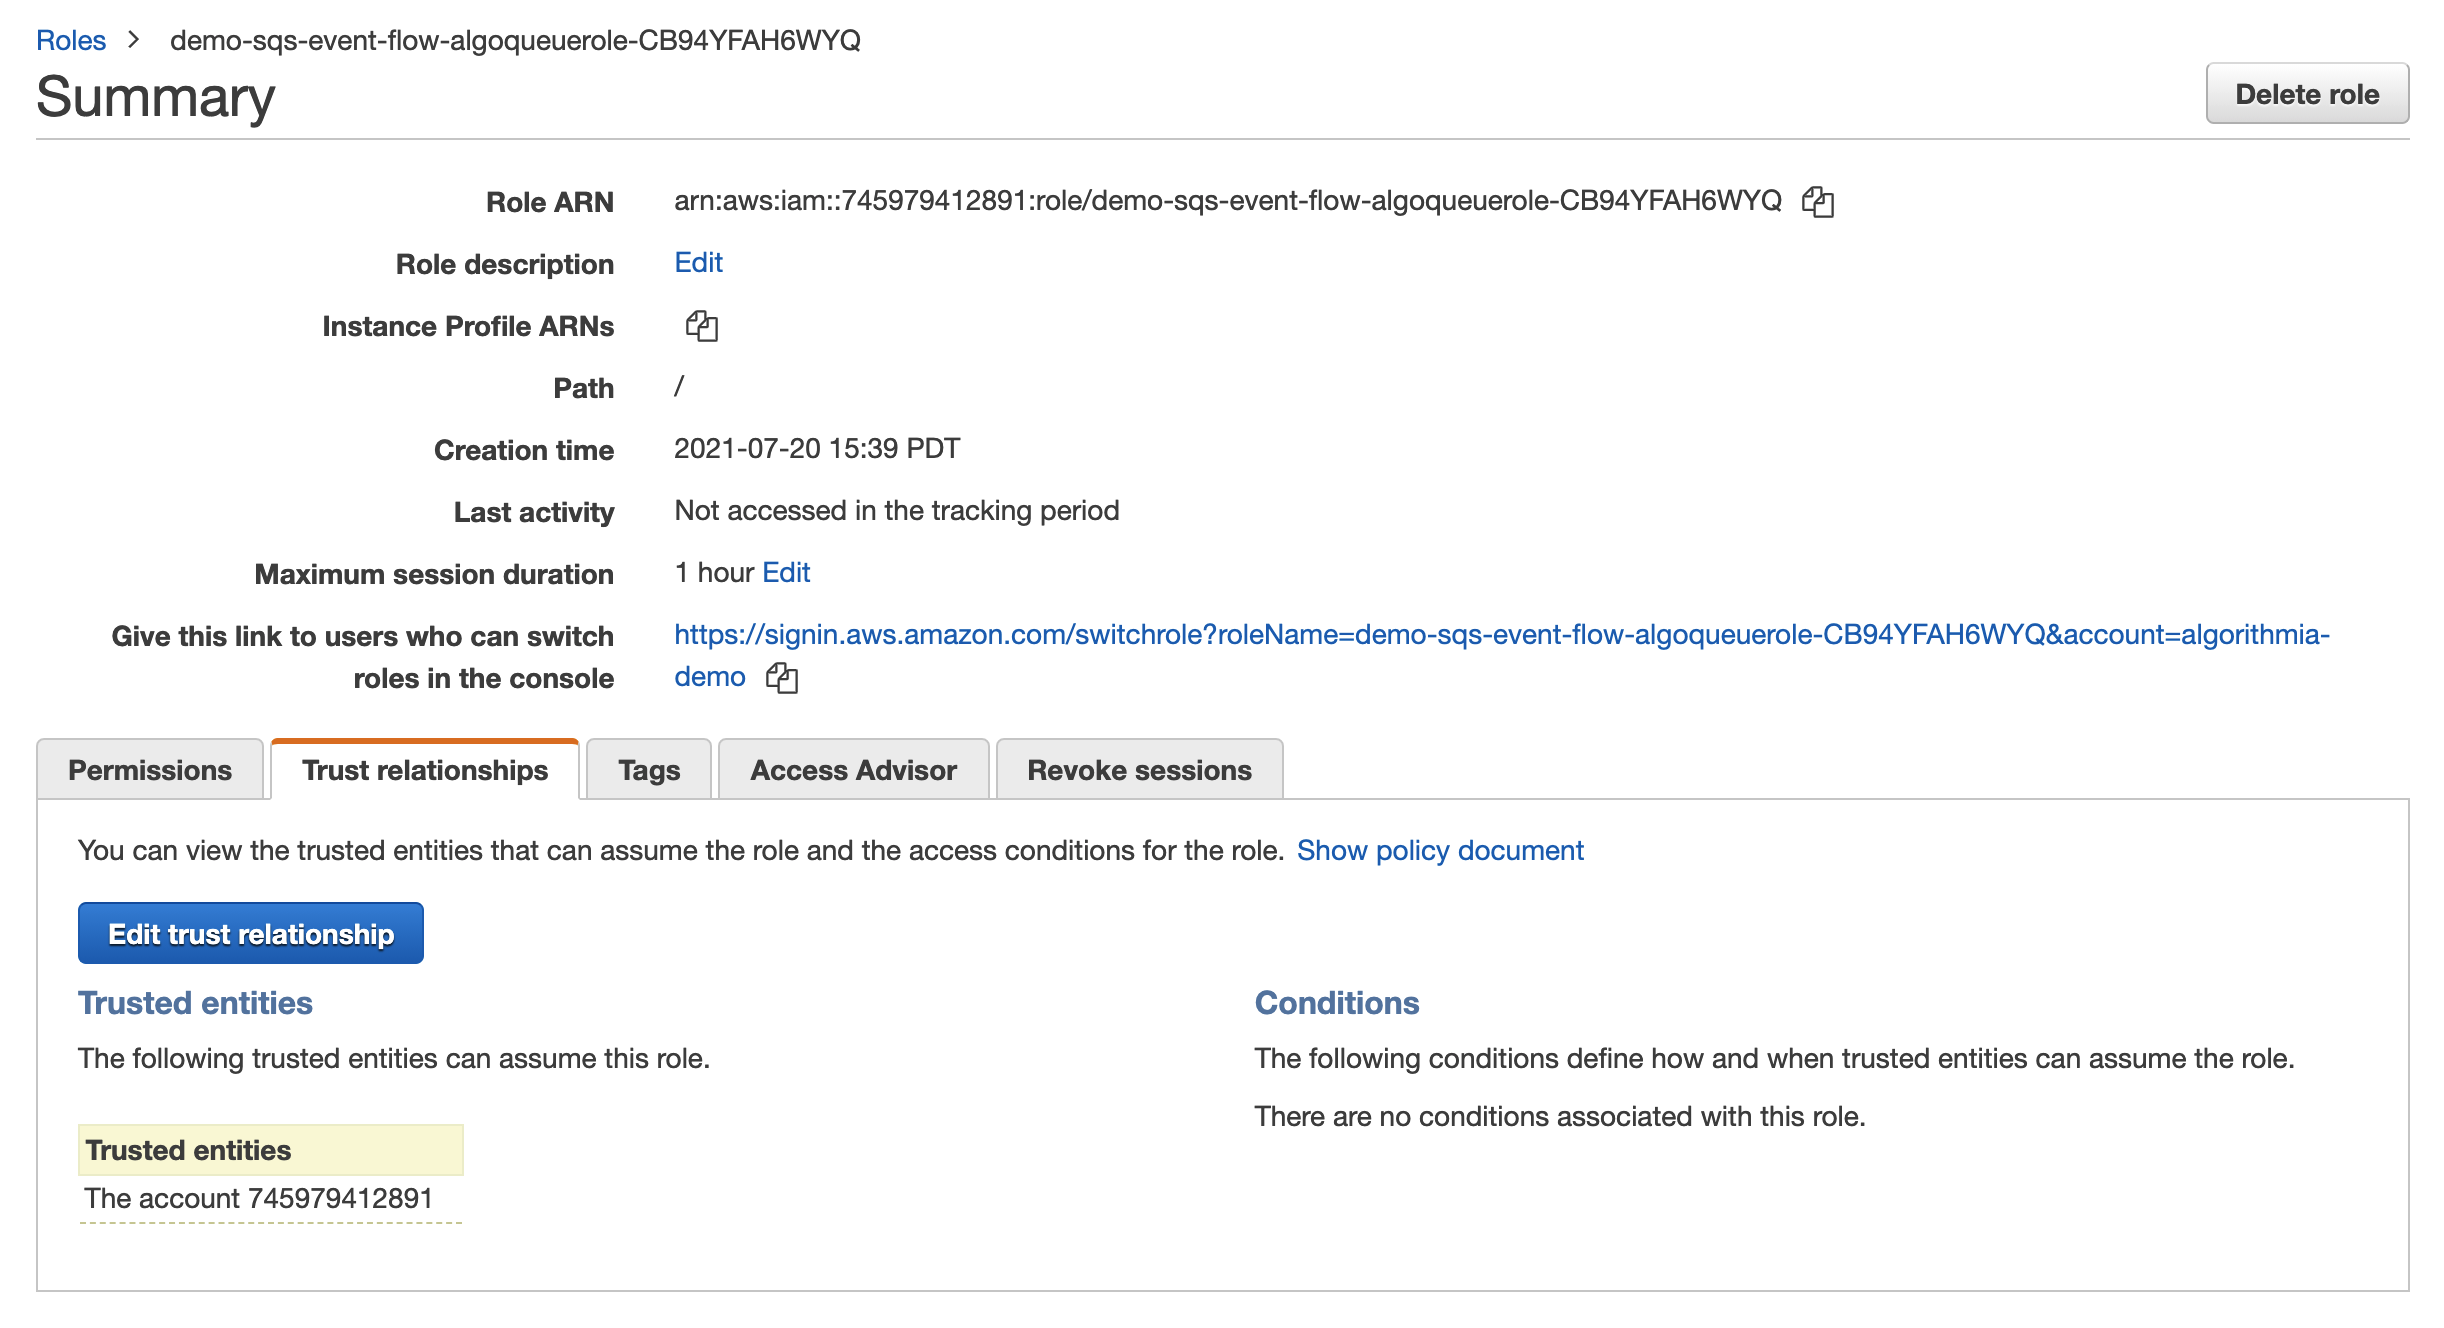 Roles > demo-sqs-event-flow-algoqueuerole-CB94YFAH6WYQ
Summary
Delete role
Role ARN arn:aws:iam::745979412891:role/demo-sqs-event-flow-algoqueuerole-CB94YFAH6WYQ
Role description Edit
Instance Profile ARNs
Path /
Creation time 2021-07-20 15:39 PDT
Last activity Not accessed in the tracking period
Maximum session duration 1 hour Edit
Give this link to users who can switch roles in the console https://signin.aws.amazon.com/switchrole?roleName=demo-sqs-event-flow-algoqueuerole-CB94YFAH6WYQ&account=algorithmia-demo
Permissions Trust relationships Tags Access Advisor Revoke sessions
You can view the trusted entities that can assume the role and the access conditions for the role. Show policy document
Edit trust relationship
Trusted entities
The following trusted entities can assume this role.
Trusted entities
The account 745979412891
Conditions
The following conditions define how and when trusted entities can assume the role.
There are no conditions associated with this role.